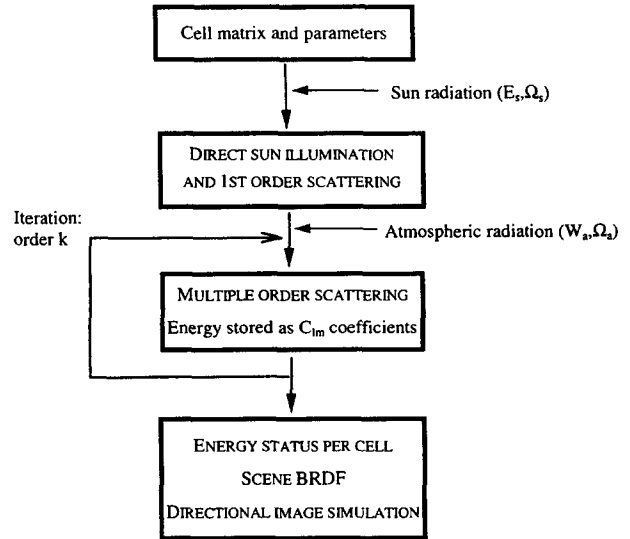 Cell matrix and parameters
Sun radiation (Eₛ,Ωₛ)
DIRECT SUN ILLUMINATION
AND 1ST ORDER SCATTERING
Iteration:
order k
Atmospheric radiation (Wₐ,Ωₐ)
MULTIPLE ORDER SCATTERING
Energy stored as Cₗₘ coefficients
ENERGY STATUS PER CELL
SCENE BRDF
DIRECTIONAL IMAGE SIMULATION